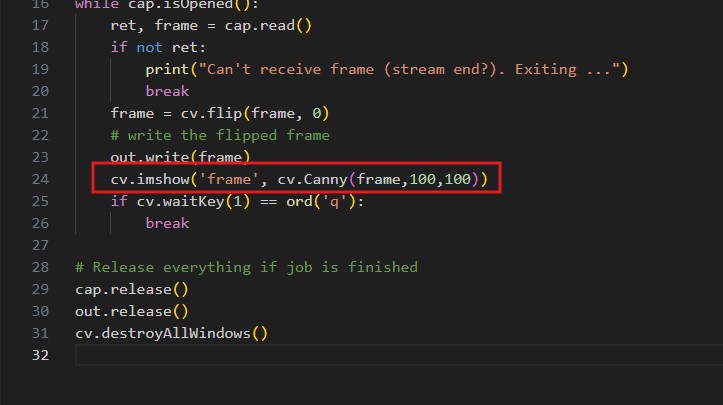 16 while cap.isOpened():
17 ret, frame = cap.read()
18 if not ret:
19 print("Can't receive frame (stream end?). Exiting ...")
20 break
21 frame = cv.flip(frame, 0)
22 # write the flipped frame
23 out.write(frame)
24 cv.imshow('frame', cv.Canny(frame,100,100))
25 if cv.waitKey(1) == ord('q'):
26 break
27
28 # Release everything if job is finished
29 cap.release()
30 out.release()
31 cv.destroyAllWindows()
32